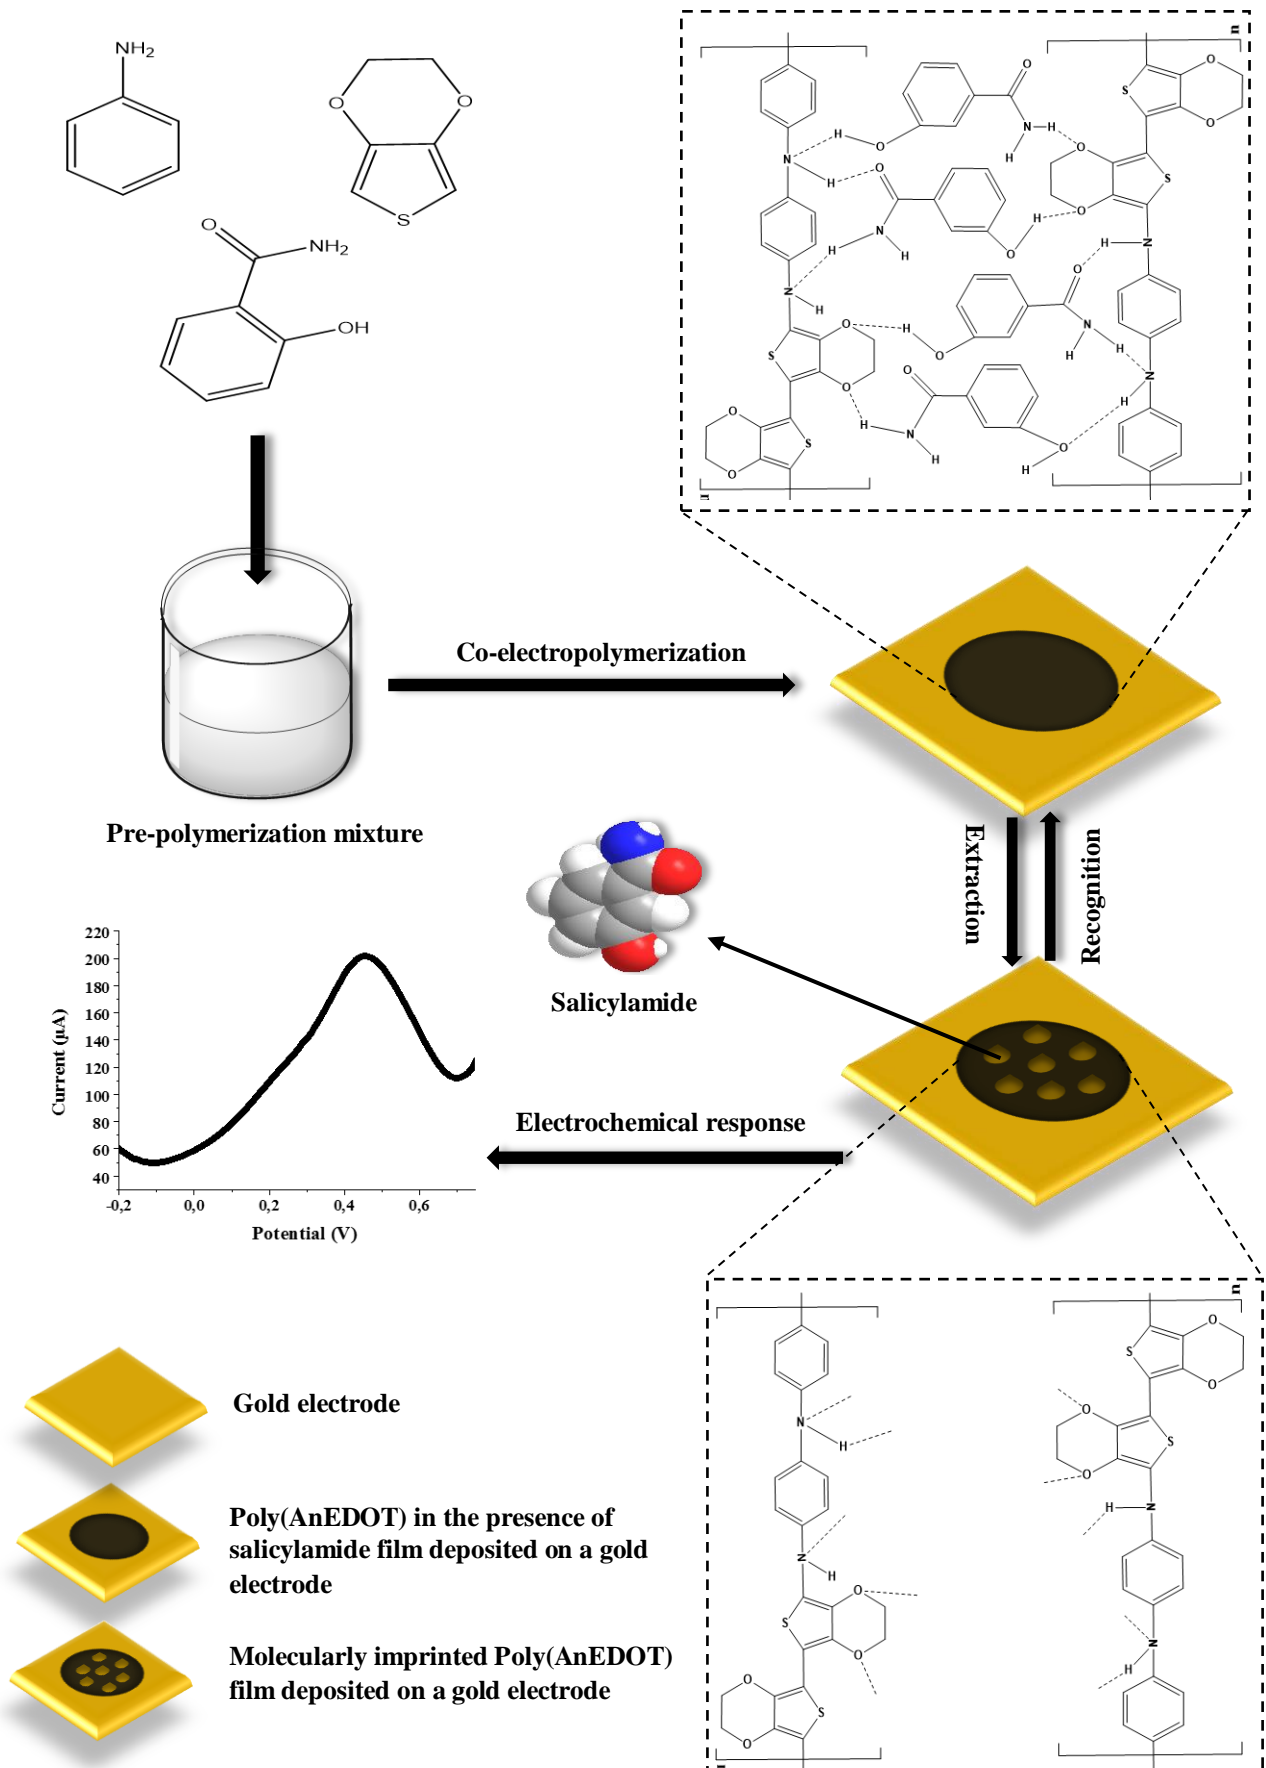 NH2
O
O
S
O
NH2
OH
n
O
S
O
N
H
O
N
H
H
O
S
O
H
O
N
H
H
O
H
O
H
N
O
N
H
O
H
O
N
H
H
S
O
H
O
O
N
H
H
N
H
O
H
O
S
O
n
Co-electropolymerization
Pre-polymerization mixture
Extraction
Recognition
Salicylamide
220
200
180
160
140
120
100
80
60
40
Current (µA)
-0,2 0,0 0,2 0,4 0,6
Potential (V)
Electrochemical response
n
O
S
O
N
H
O
S
O
H
N
N
H
O
S
O
N
H
O
S
O
Gold electrode
Poly(AnEDOT) in the presence of
salicylamide film deposited on a gold
electrode
Molecularly imprinted Poly(AnEDOT)
film deposited on a gold electrode